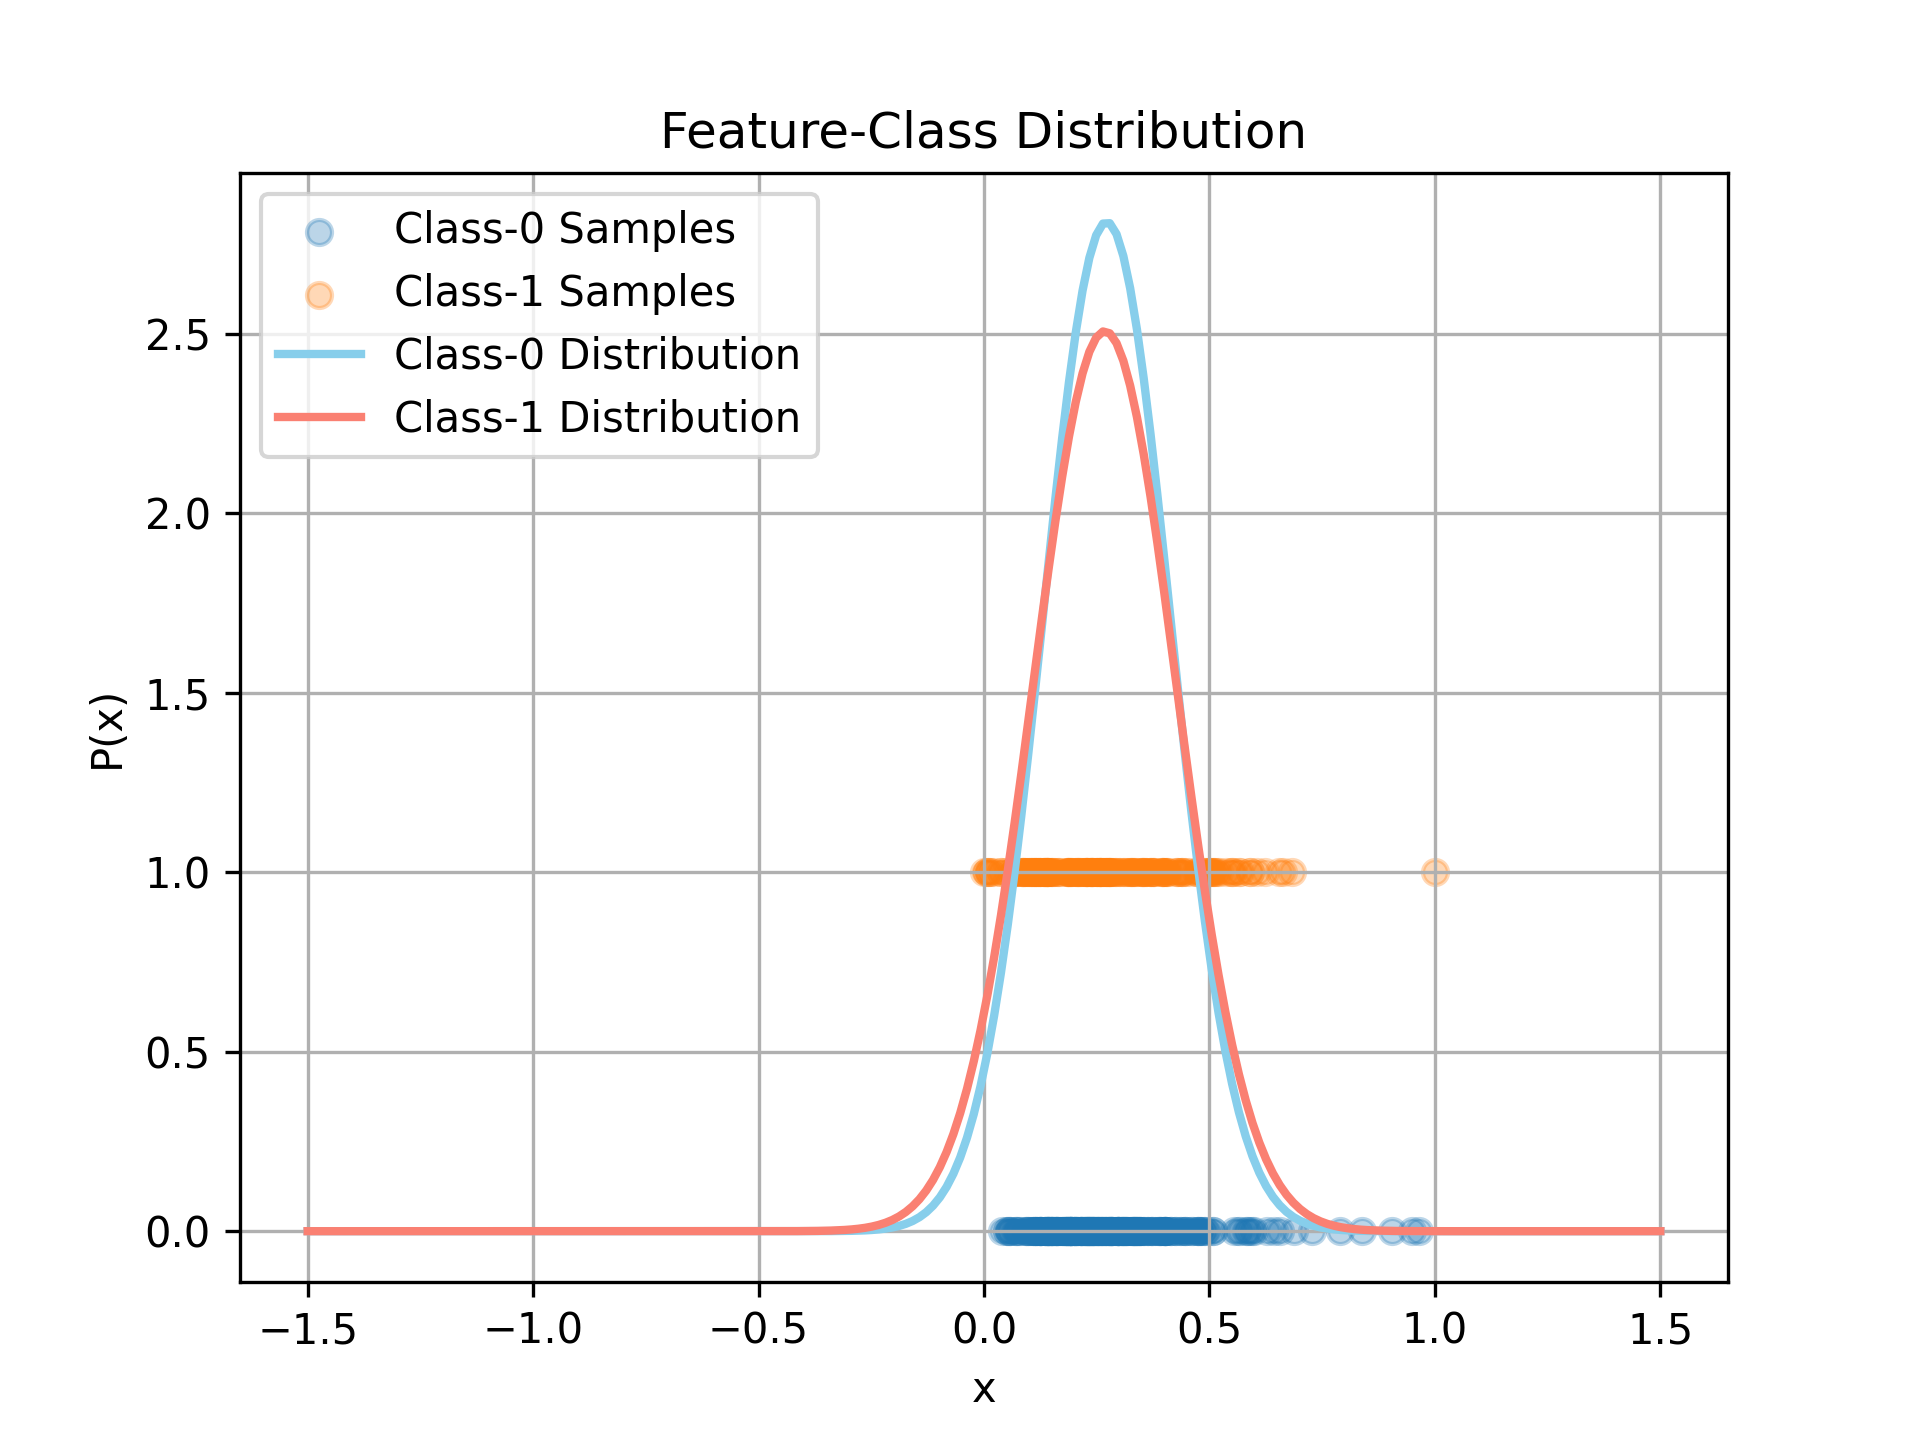 Feature-Class Distribution
Class-0 Samples
Class-1 Samples
Class-0 Distribution
Class-1 Distribution
P(x)
2.5
2.0
1.5
1.0
0.5
0.0
−1.5 −1.0 −0.5 0.0 0.5 1.0 1.5
x